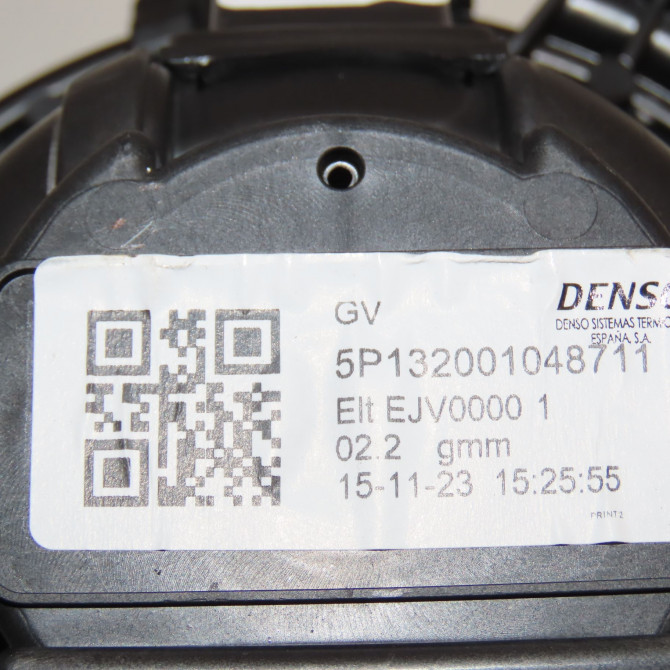 GV
DENSO
DENSO SISTEMAS
ESPAÑA, S.A.
5P132001048711
Elt EJV0000 1
02.2 gmm
15-11-23 15:25:55
PRINT2